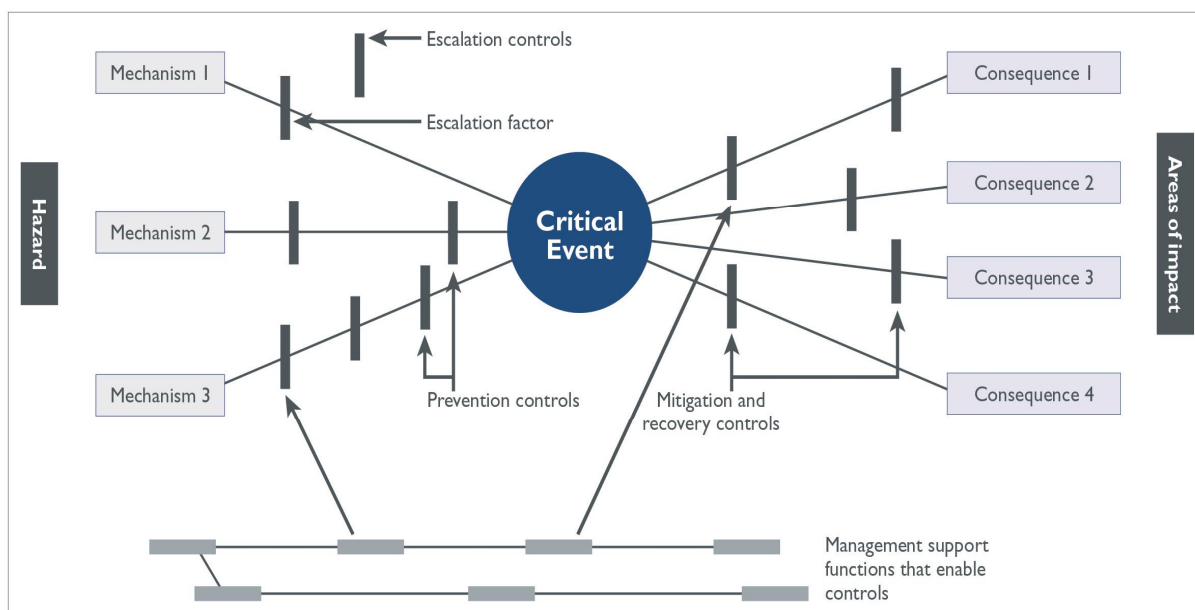 Escalation controls
Mechanism 1
Consequence 1
Escalation factor
Hazard
Mechanism 2
Critical
Event
Consequence 2
Consequence 3
Areas of impact
Mechanism 3
Prevention controls
Mitigation and
recovery controls
Consequence 4
Management support
functions that enable
controls